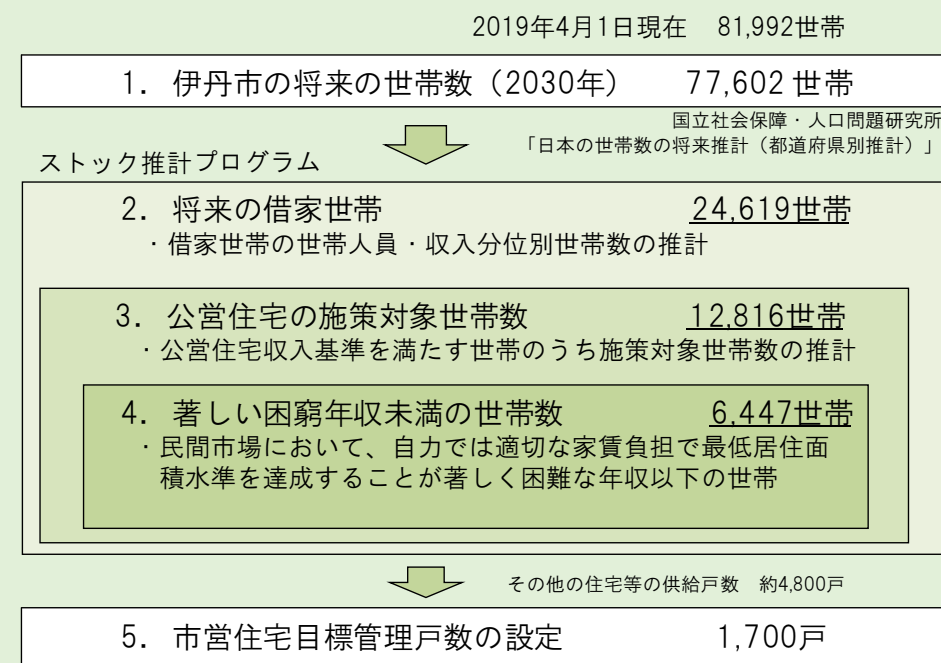 2019年4月1日現在　81,992世帯
1．伊丹市の将来の世帯数（2030年）　77,602 世帯
国立社会保障・人口問題研究所
「日本の世帯数の将来推計（都道府県別推計）」
ストック推計プログラム
2．将来の借家世帯　24,619世帯
・借家世帯の世帯人員・収入分位別世帯数の推計
3．公営住宅の施策対象世帯数　12,816世帯
・公営住宅収入基準を満たす世帯のうち施策対象世帯数の推計
4．著しい困窮年収未満の世帯数　6,447世帯
・民間市場において、自力では適切な家賃負担で最低居住面
積水準を達成することが著しく困難な年収以下の世帯
その他の住宅等の供給戸数　約4,800戸
5．市営住宅目標管理戸数の設定　1,700戸